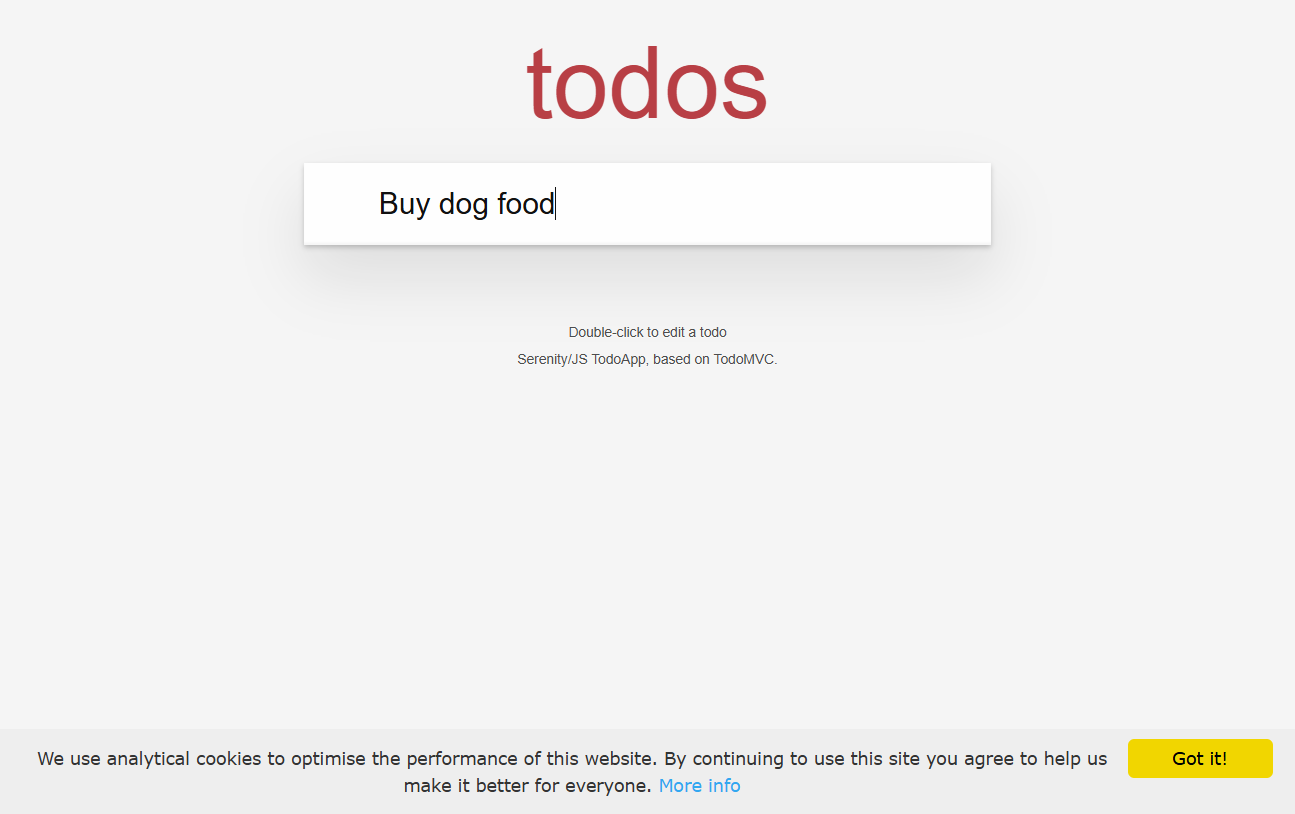 todos
Buy dog food
Double-click to edit a todo
Serenity/JS TodoApp, based on TodoMVC.
We use analytical cookies to optimise the performance of this website. By continuing to use this site you agree to help us
make it better for everyone. More info
Got it!